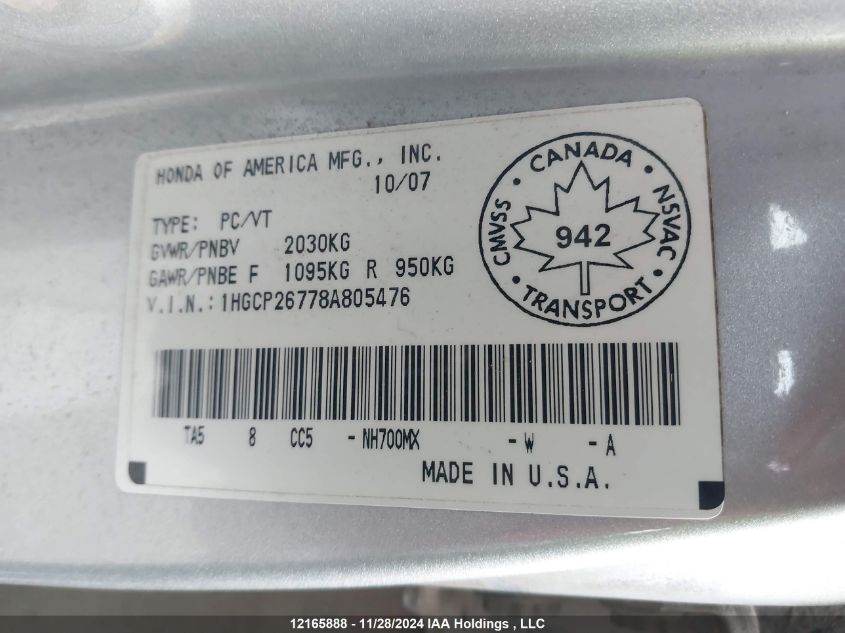 HONDA OF AMERICA MFG., INC.
10/07
TYPE: PC/VT
GVWR/PNBV 2030KG
GAWR/PNBE F 1095KG R 950KG
V.I.N.: 1HGCP26778A805476
CANADA
CMVSS
NSVAC
942
TRANSPORT
TA5 8 CC5 - NH700MX - W - A
MADE IN U.S.A.
12165888 - 11/28/2024 IAA Holdings , LLC